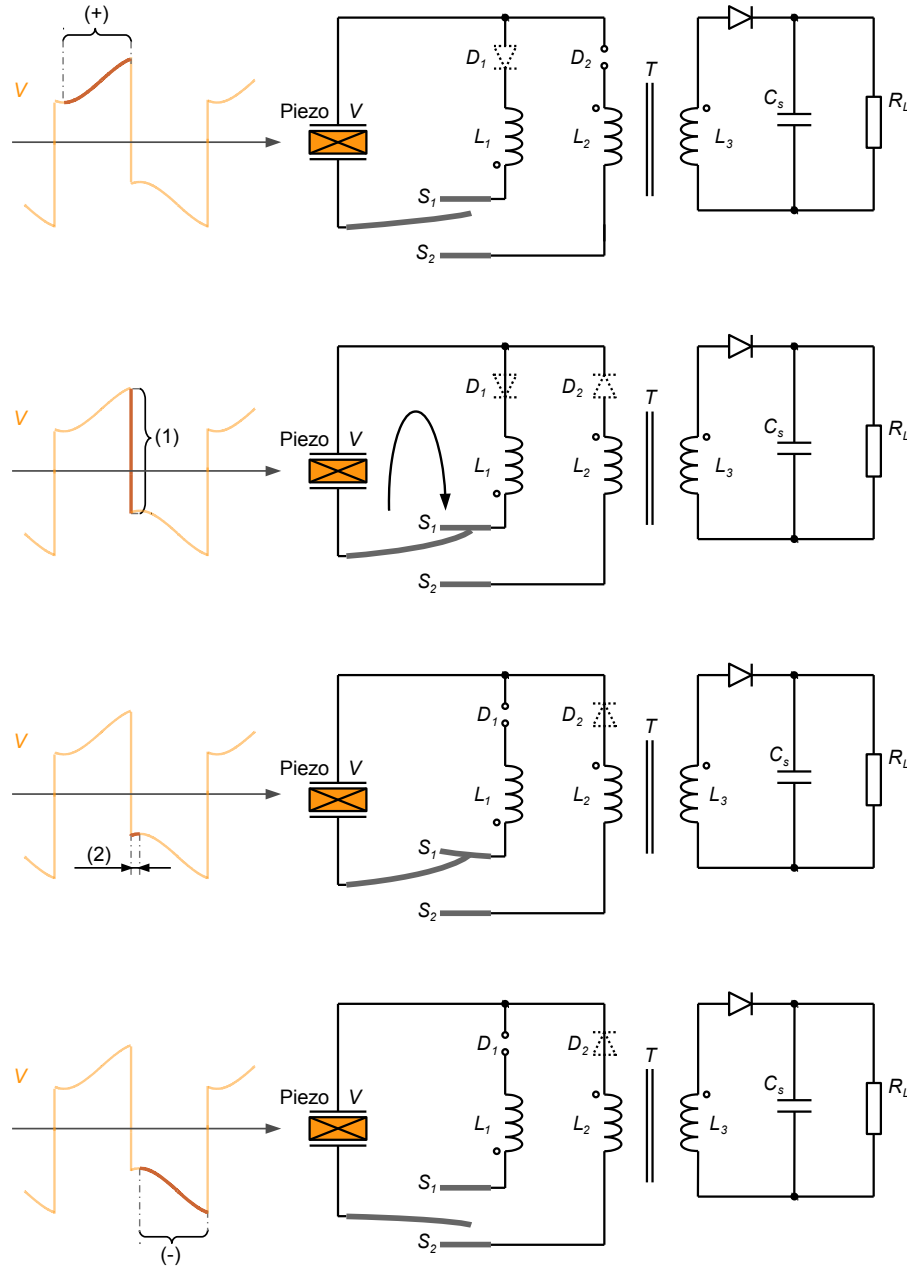 (+)
V
Piezo V
D1
D2
L1
L2
T
L3
Cs
RL
S1
S2
V
(1)
Piezo V
D1
D2
L1
L2
T
L3
Cs
RL
S1
S2
V
(2)
Piezo V
D1
D2
L1
L2
T
L3
Cs
RL
S1
S2
V
(-)
Piezo V
D1
D2
L1
L2
T
L3
Cs
RL
S1
S2